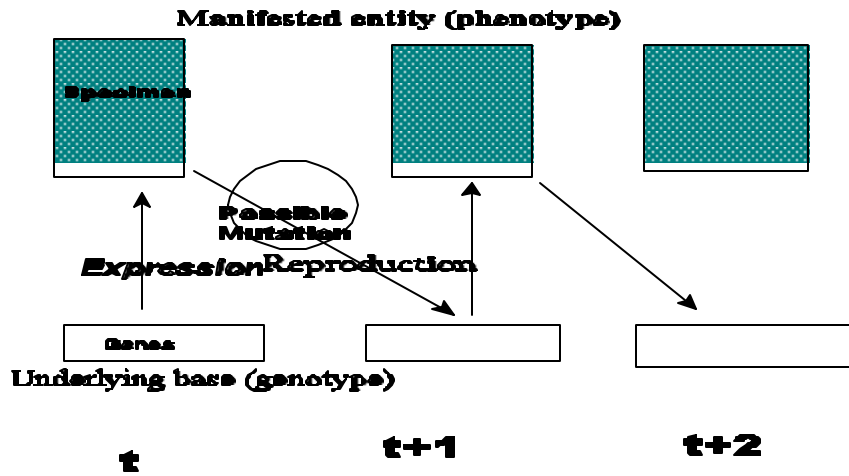 Manifested entity (phenotype)
Specimen
Possible
Mutation
Expression
Reproduction
Genes
Underlying base (genotype)
t
t+1
t+2